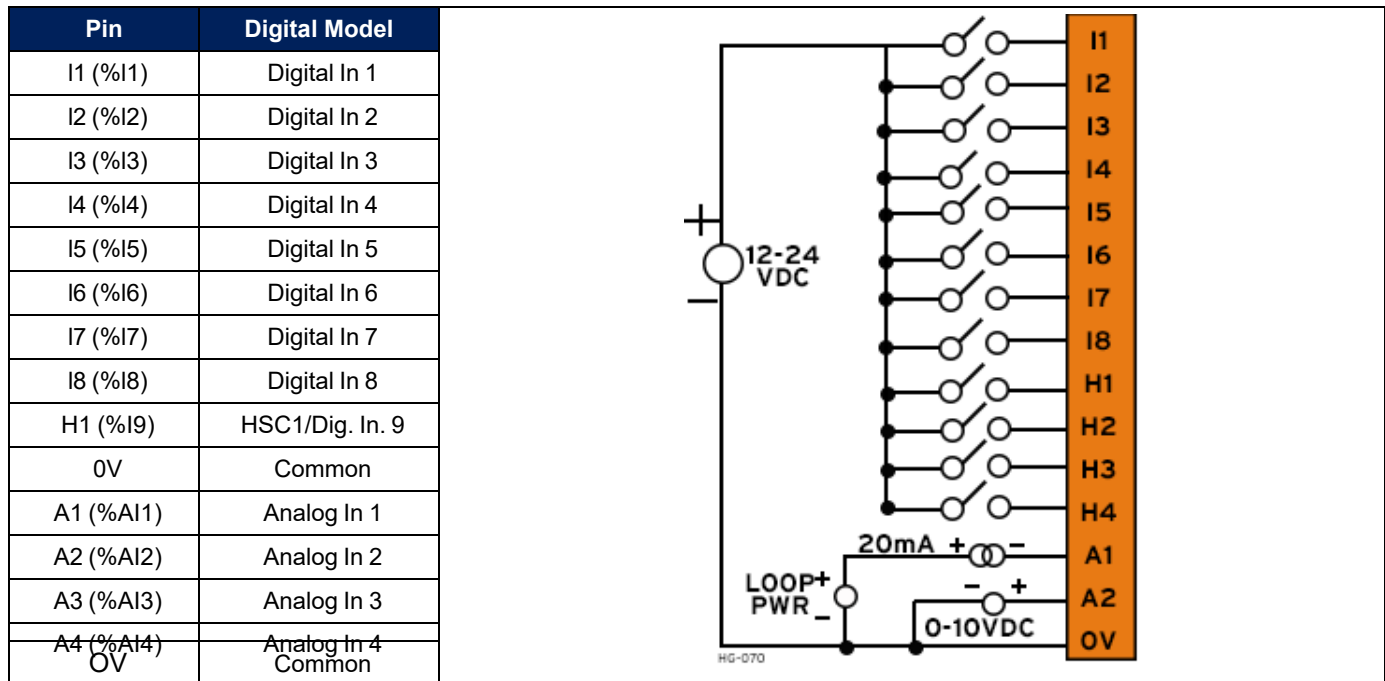 Pin Digital Model
I1 (%I1) Digital In 1
I2 (%I2) Digital In 2
I3 (%I3) Digital In 3
I4 (%I4) Digital In 4
I5 (%I5) Digital In 5
I6 (%I6) Digital In 6
I7 (%I7) Digital In 7
I8 (%I8) Digital In 8
H1 (%I9) HSC1/Dig. In. 9
0V Common
A1 (%AI1) Analog In 1
A2 (%AI2) Analog In 2
A3 (%AI3) Analog In 3
A4 (%AI4) Analog In 4
OV Common
I1
I2
I3
I4
I5
I6
I7
I8
H1
H2
H3
H4
A1
A2
0V
+
12-24
VDC
−
20mA + −
LOOP +
PWR −
− +
0-10VDC
HG-070